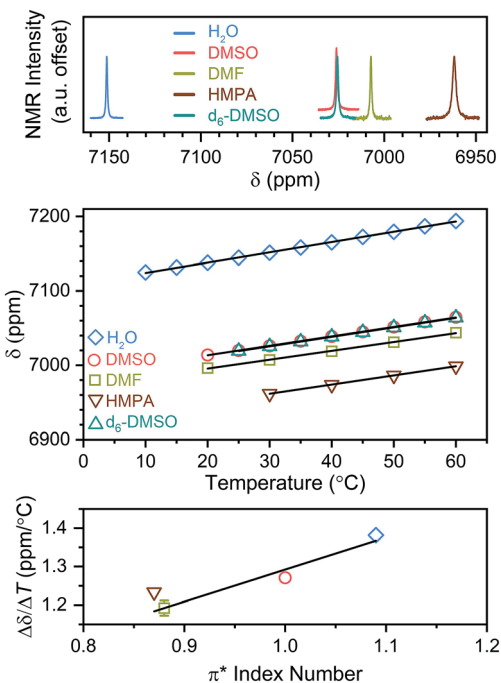 NMR Intensity
(a.u. offset)
H₂O
DMSO
DMF
HMPA
d₆-DMSO
7150 7100 7050 7000 6950
δ (ppm)
7200
7100
7000
6900
δ (ppm)
H₂O
DMSO
DMF
HMPA
d₆-DMSO
0 10 20 30 40 50 60
Temperature (°C)
1.4
1.3
1.2
Δδ/ΔT (ppm/°C)
0.8 0.9 1.0 1.1 1.2
π* Index Number